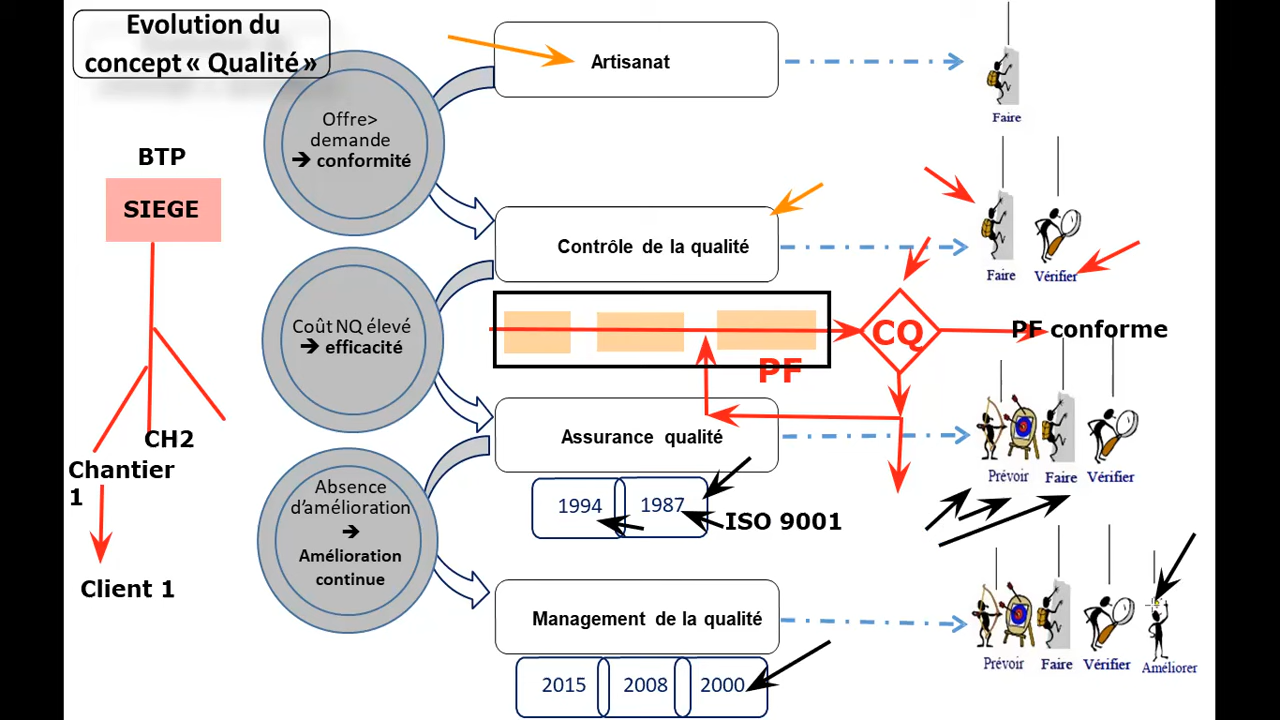 Evolution du
concept « Qualité »
Artisanat
Faire
Offre>
demande
➔ conformité
BTP
SIEGE
Contrôle de la qualité
Faire
Vérifier
Coût NQ élevé
➔ efficacité
CQ
PF conforme
PF
Assurance qualité
Prévoir
Faire
Vérifier
CH2
Chantier
1
1994
1987
ISO 9001
Absence
d'amélioration
➔
Amélioration
continue
Client 1
Management de la qualité
Prévoir
Faire
Vérifier
Améliorer
2015
2008
2000